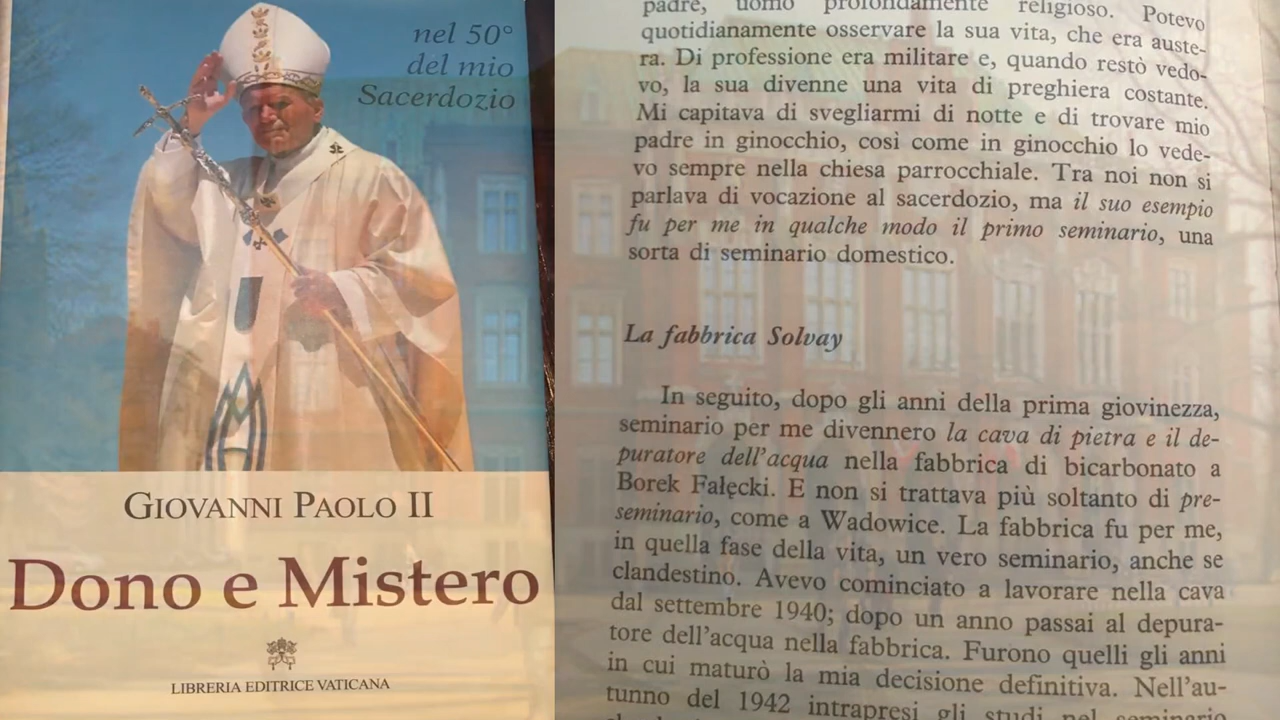 nel 50°
del mio
Sacerdozio
GIOVANNI PAOLO II
Dono e Mistero
LIBRERIA EDITRICE VATICANA
padre, uomo profondamente religioso. Potevo
quotidianamente osservare la sua vita, che era auste-
ra. Di professione era militare e, quando restò vedo-
vo, la sua divenne una vita di preghiera costante.
Mi capitava di svegliarmi di notte e di trovare mio
padre in ginocchio, così come in ginocchio lo vede-
vo sempre nella chiesa parrocchiale. Tra noi non si
parlava di vocazione al sacerdozio, ma il suo esempio
fu per me in qualche modo il primo seminario, una
sorta di seminario domestico.
La fabbrica Solvay
In seguito, dopo gli anni della prima giovinezza,
seminario per me divennero la cava di pietra e il de-
puratore dell'acqua nella fabbrica di bicarbonato a
Borek Fałęcki. E non si trattava più soltanto di pre-
seminario, come a Wadowice. La fabbrica fu per me,
in quella fase della vita, un vero seminario, anche se
clandestino. Avevo cominciato a lavorare nella cava
dal settembre 1940; dopo un anno passai al depura-
tore dell'acqua nella fabbrica. Furono quelli gli anni
in cui maturò la mia decisione definitiva. Nell'au-
tunno del 1942 intrapresi gli studi nel seminario